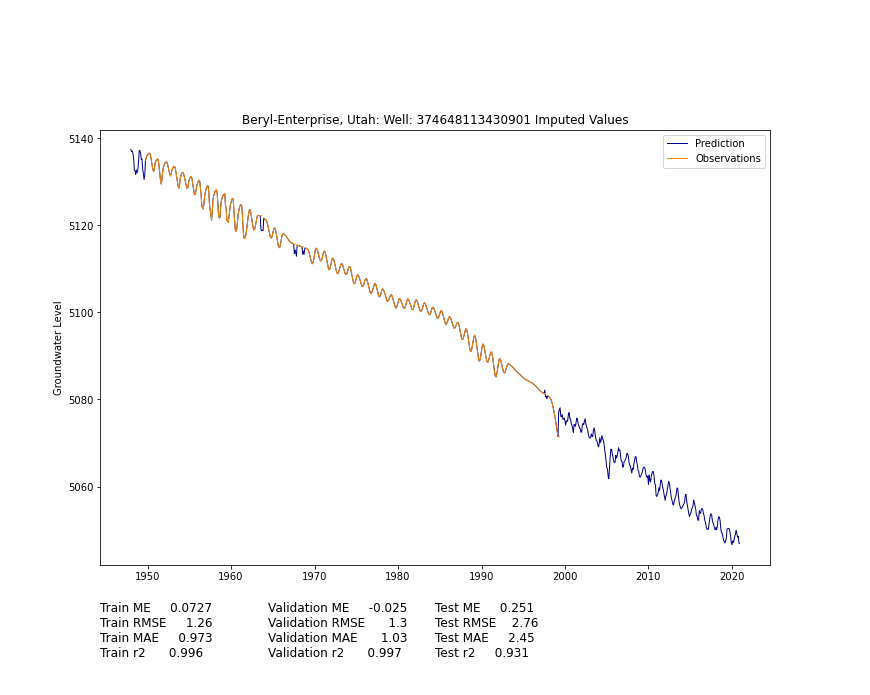 Beryl-Enterprise, Utah: Well: 374648113430901 Imputed Values
Prediction
Observations
Groundwater Level
5140
5120
5100
5080
5060
1950 1960 1970 1980 1990 2000 2010 2020
Train ME 0.0727 Validation ME -0.025 Test ME 0.251
Train RMSE 1.26 Validation RMSE 1.3 Test RMSE 2.76
Train MAE 0.973 Validation MAE 1.03 Test MAE 2.45
Train r2 0.996 Validation r2 0.997 Test r2 0.931